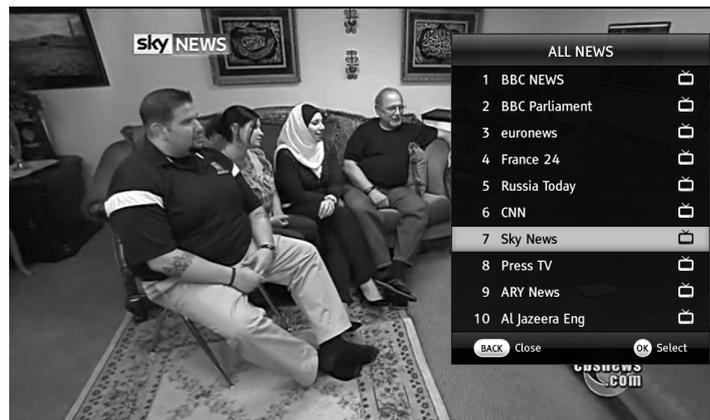 sky NEWS
ALL NEWS
1 BBC NEWS
2 BBC Parliament
3 euronews
4 France 24
5 Russia Today
6 CNN
7 Sky News
8 Press TV
9 ARY News
10 Al Jazeera Eng
BACK Close OK Select
cbsnews
.com